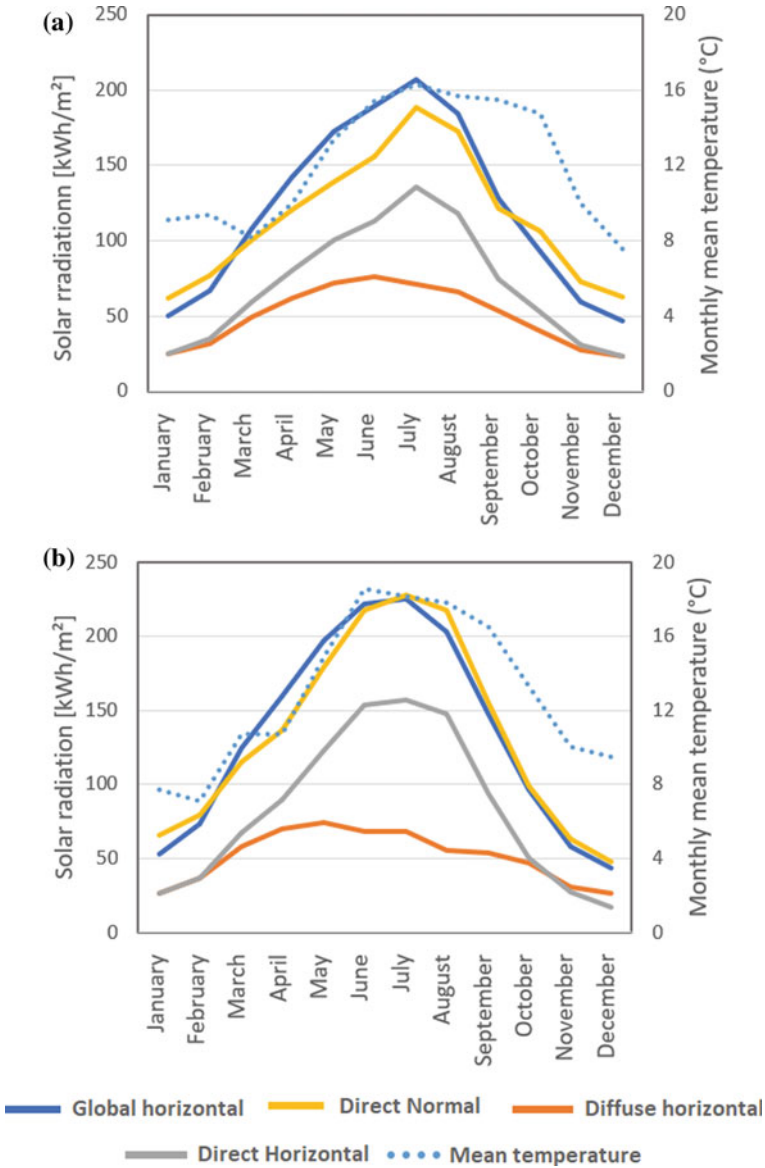 (a)
Solar radiationn [kWh/m²]
250
200
150
100
50
0
20
16
12
8
4
0
Monthly mean temperature (°C)
January
February
March
April
May
June
July
August
September
October
November
December
(b)
Solar radiation [kWh/m²]
250
200
150
100
50
0
20
16
12
8
4
0
Monthly mean temperature (°C)
January
February
March
April
May
June
July
August
September
October
November
December
Global horizontal Direct Normal Diffuse horizontal
Direct Horizontal Mean temperature